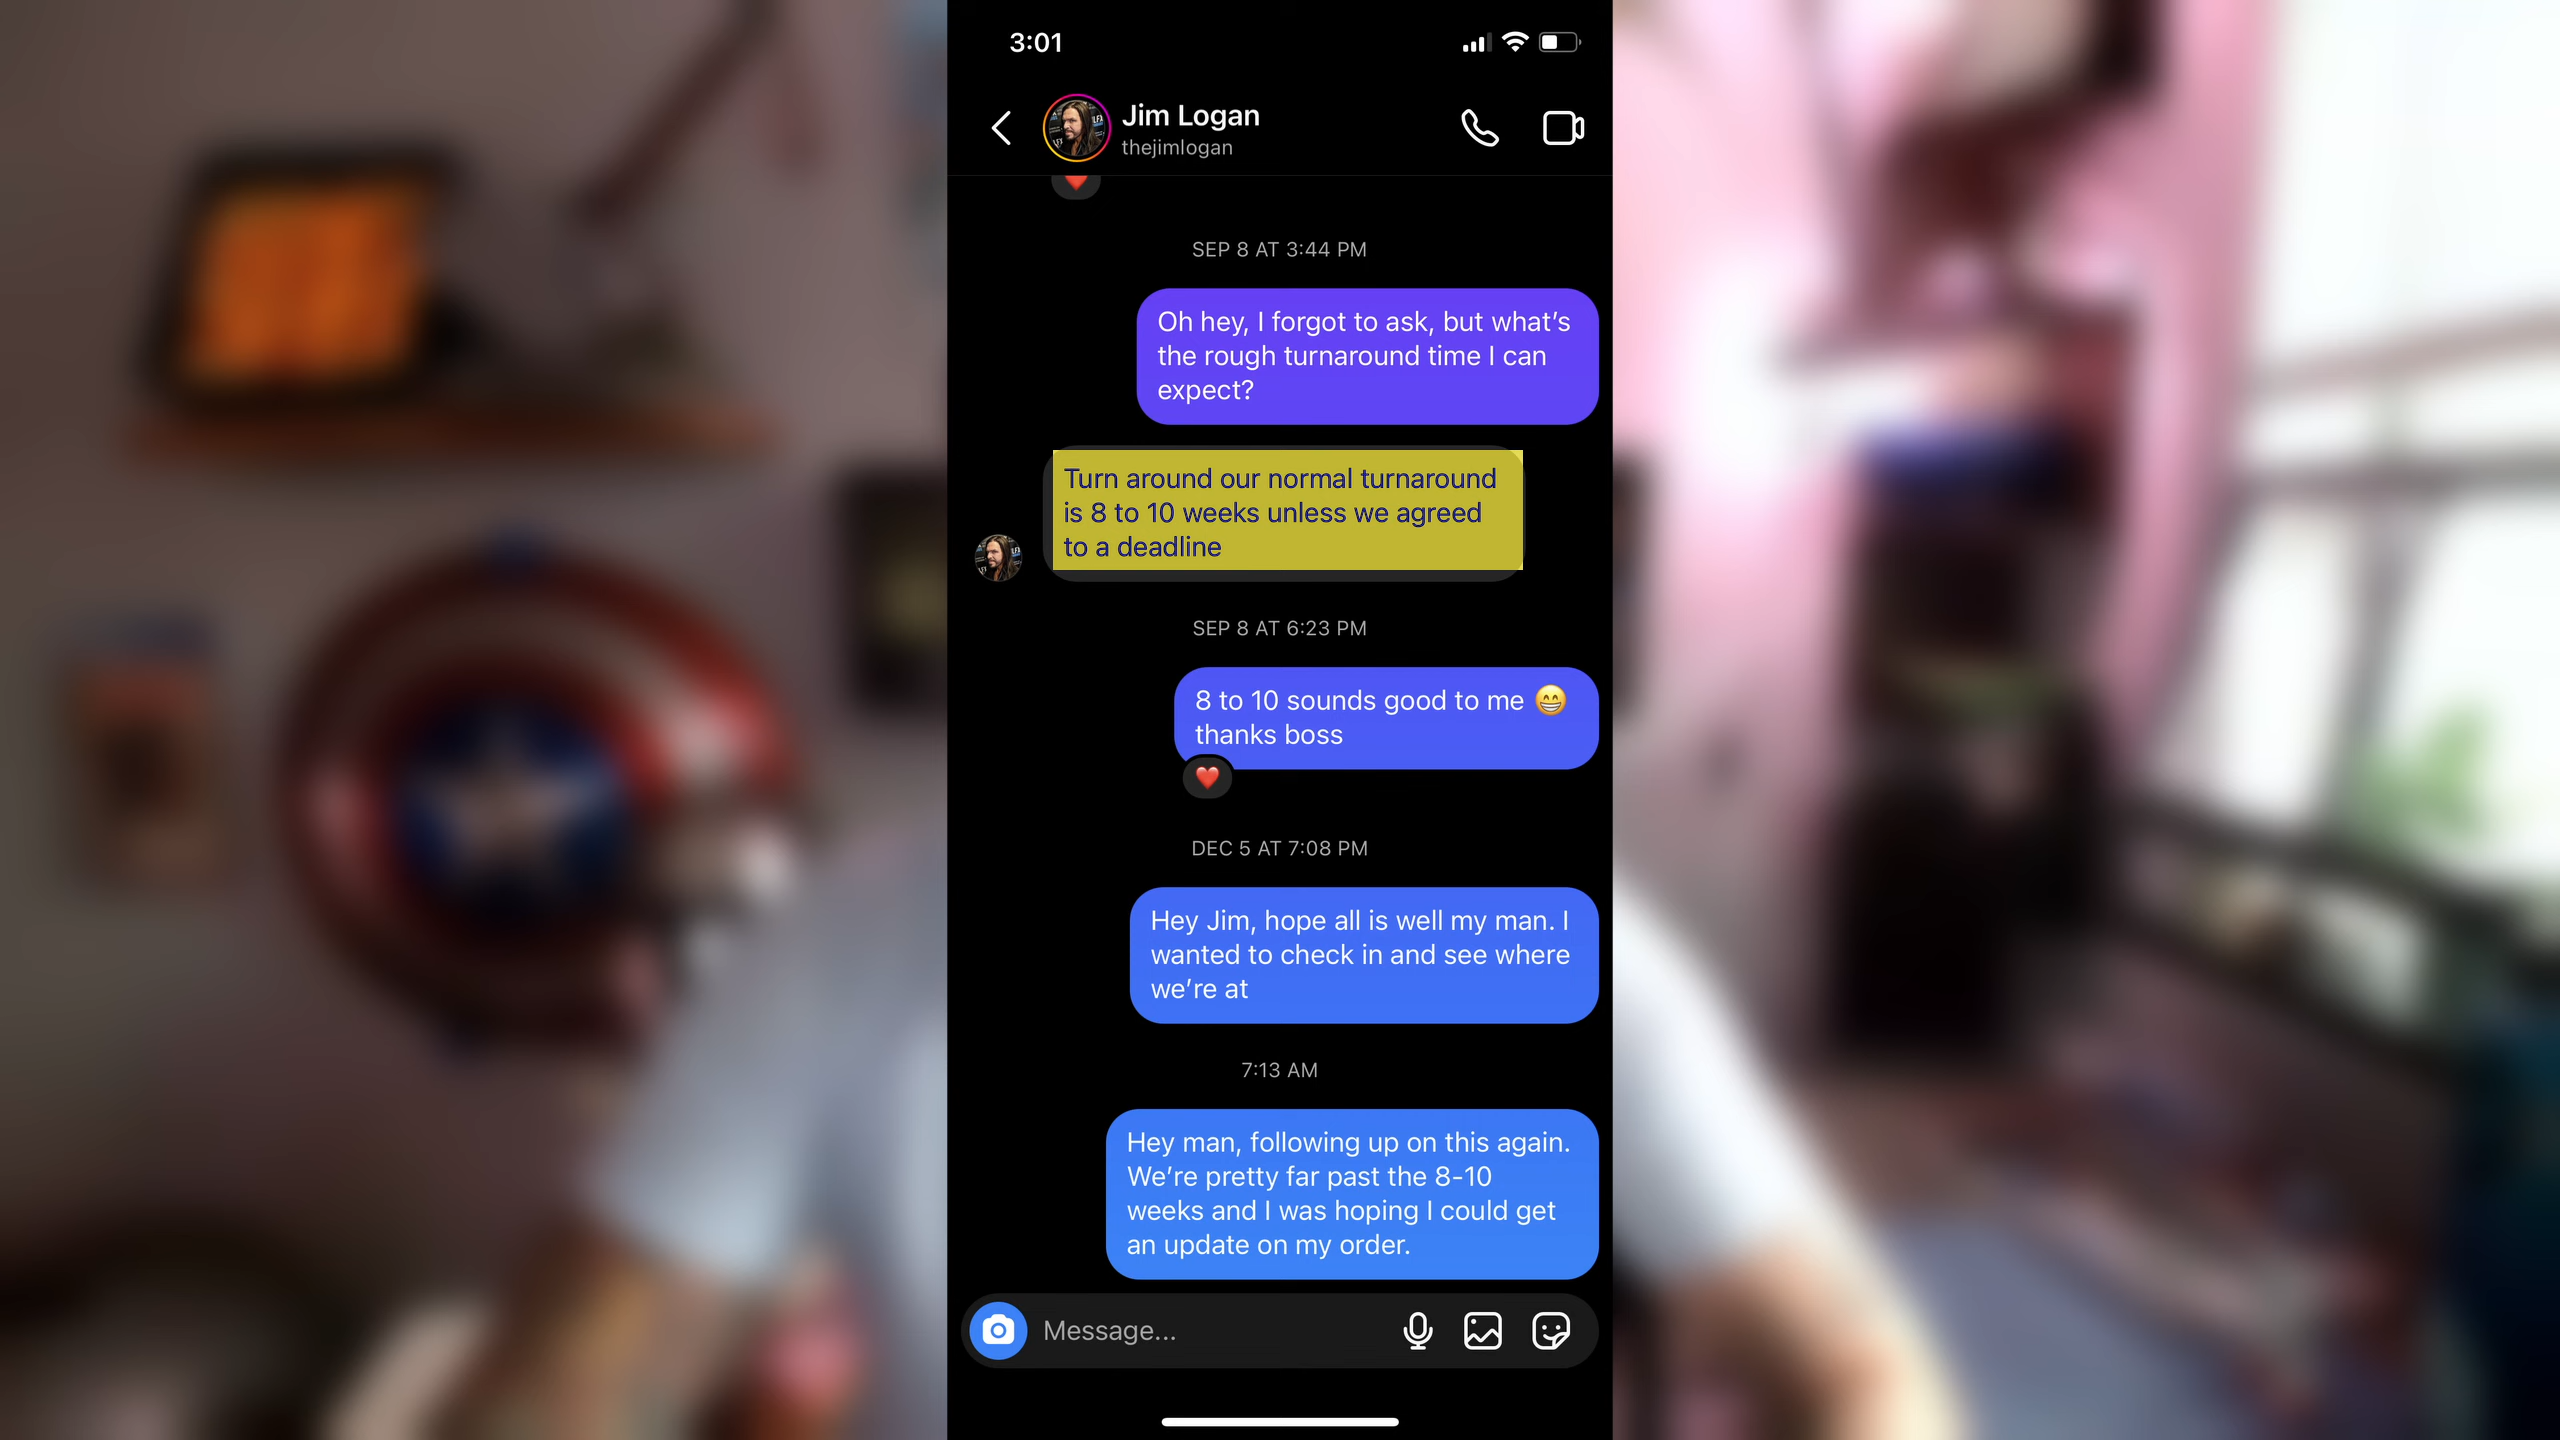 3:01
Jim Logan
thejimlogan
SEP 8 AT 3:44 PM
Oh hey, I forgot to ask, but what’s
the rough turnaround time I can
expect?
Turn around our normal turnaround
is 8 to 10 weeks unless we agreed
to a deadline
SEP 8 AT 6:23 PM
8 to 10 sounds good to me 😁
thanks boss
DEC 5 AT 7:08 PM
Hey Jim, hope all is well my man. I
wanted to check in and see where
we’re at
7:13 AM
Hey man, following up on this again.
We’re pretty far past the 8-10
weeks and I was hoping I could get
an update on my order.
Message...